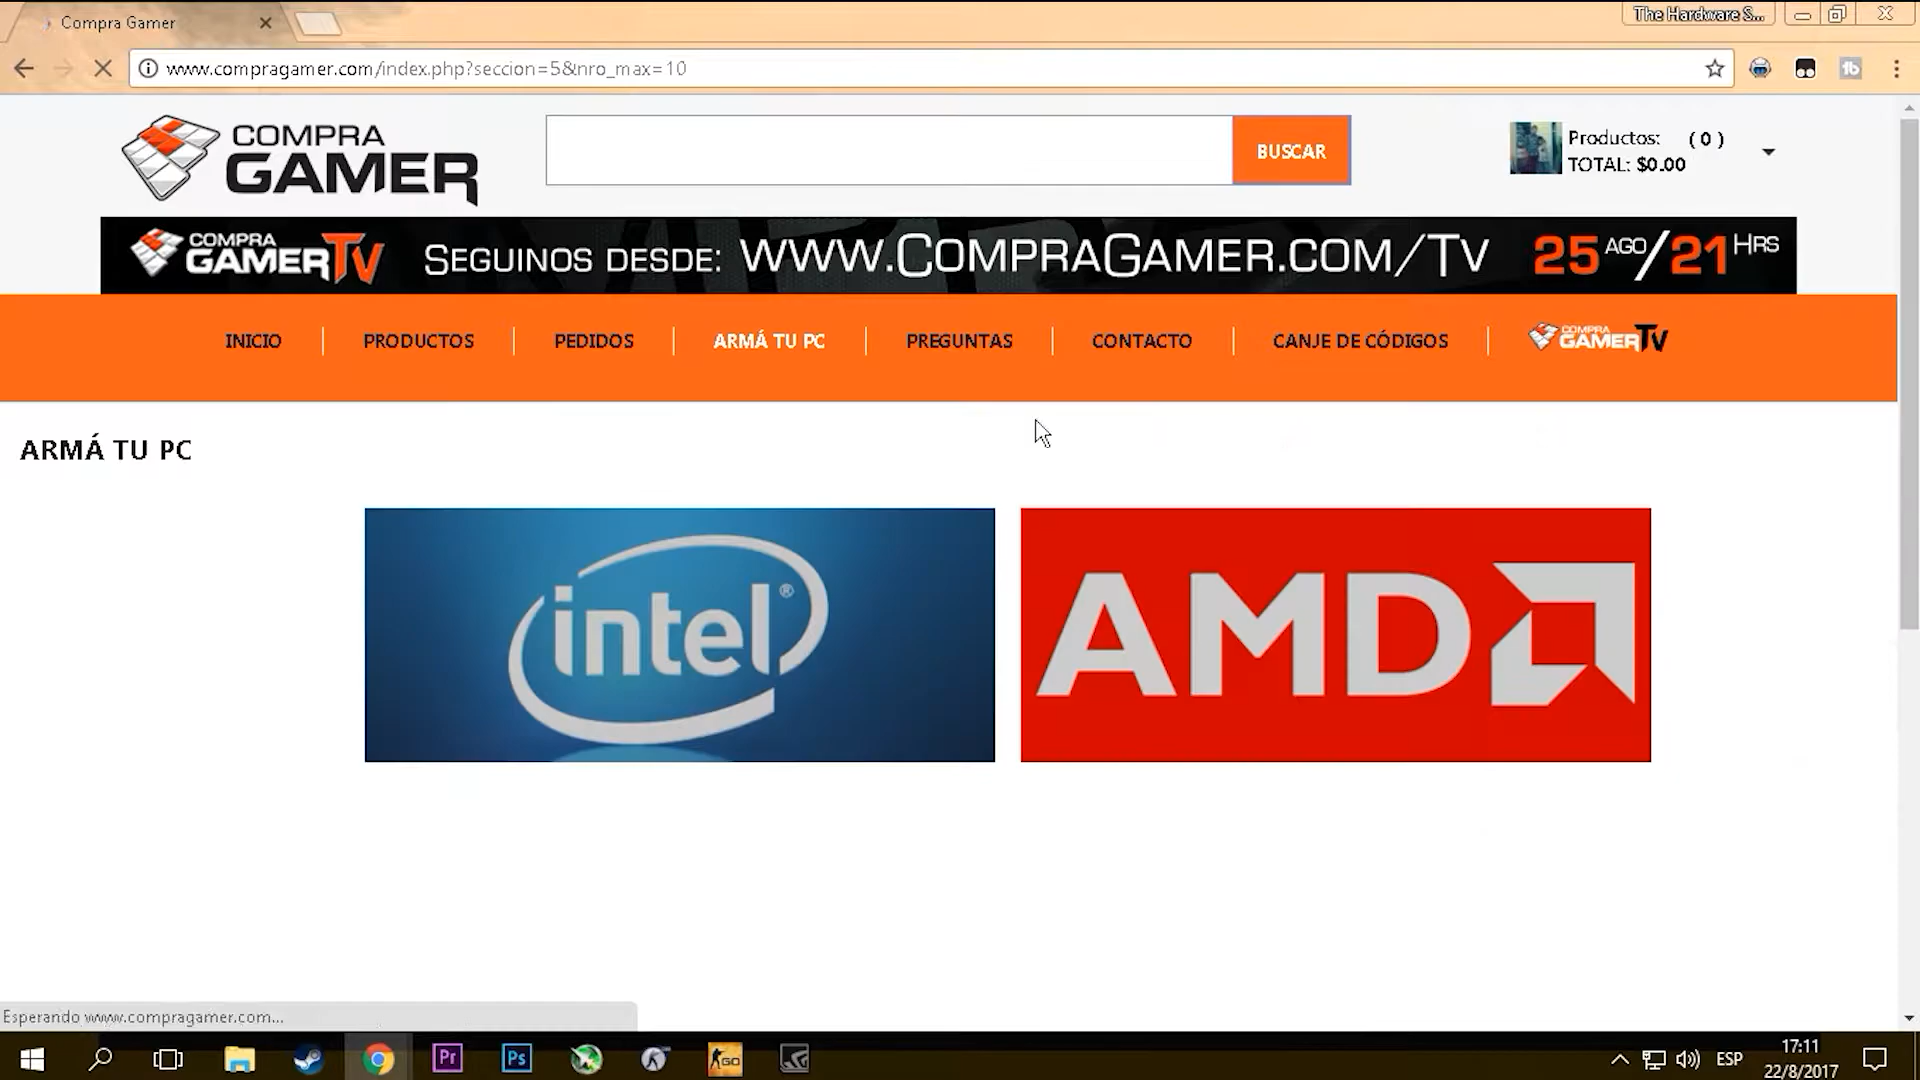 Compra Gamer
The Hardware S...
www.compragamer.com/index.php?seccion=5&nro_max=10
COMPRA
GAMER
BUSCAR
Productos: ( 0 )
TOTAL: $0.00
COMPRA
GAMER TV
SEGUINOS DESDE: WWW.COMPRAGAMER.COM/TV
25 AGO/21 HRS
INICIO
PRODUCTOS
PEDIDOS
ARMÁ TU PC
PREGUNTAS
CONTACTO
CANJE DE CÓDIGOS
COMPRA
GAMER TV
ARMÁ TU PC
intel®
AMD
Esperando www.compragamer.com...
Pr
Ps
GO
ESP
17:11
22/8/2017